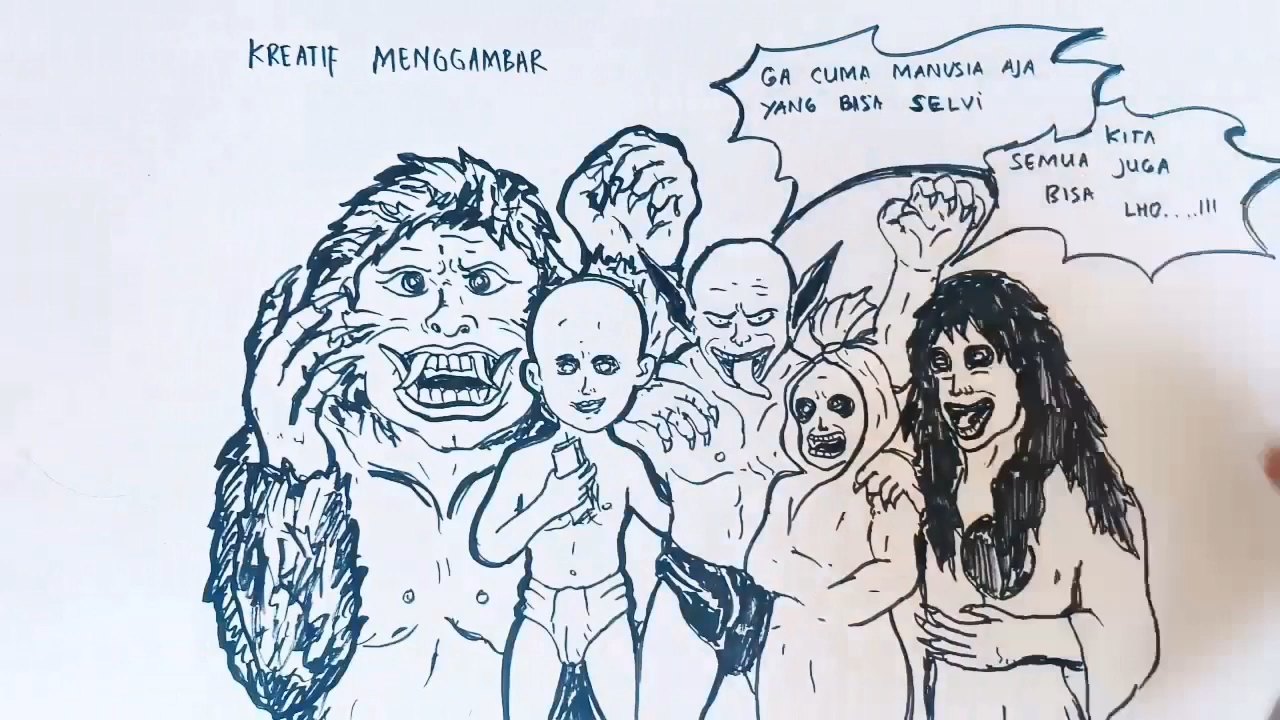 KREATIF MENGGAMBAR
GA CUMA MANUSIA AJA
YANG BISA SELVI
KITA
SEMUA JUGA
BISA
LHO....!!!